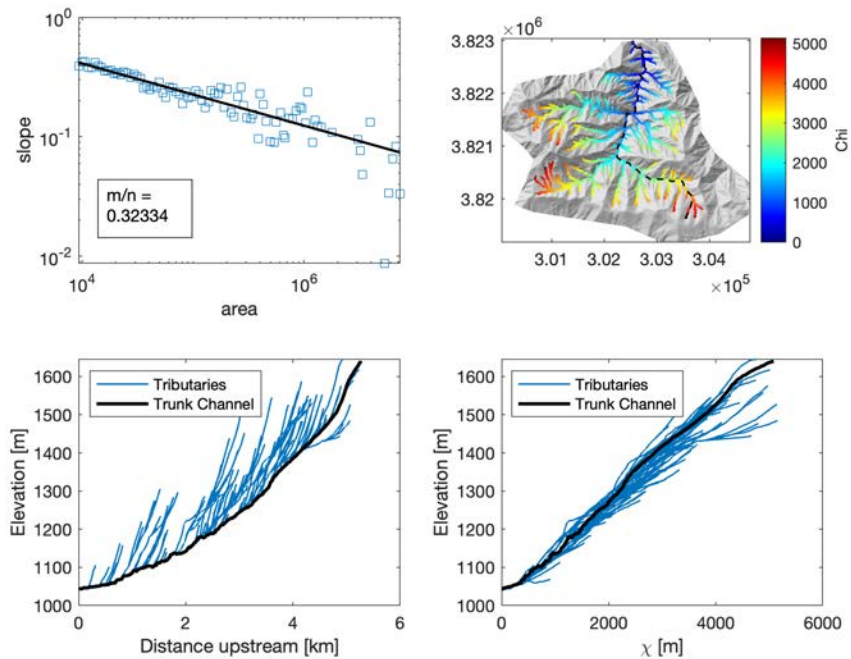 10^0
10^-1
10^-2
slope
m/n =
0.32334
10^4
10^6
area
×10^6
3.823
3.822
3.821
3.82
3.01 3.02 3.03 3.04
×10^5
5000
4000
3000
2000
1000
0
Chi
1600
1500
1400
1300
1200
1100
1000
Elevation [m]
Tributaries
Trunk Channel
0 2 4 6
Distance upstream [km]
1600
1500
1400
1300
1200
1100
1000
Elevation [m]
Tributaries
Trunk Channel
0 2000 4000 6000
χ [m]